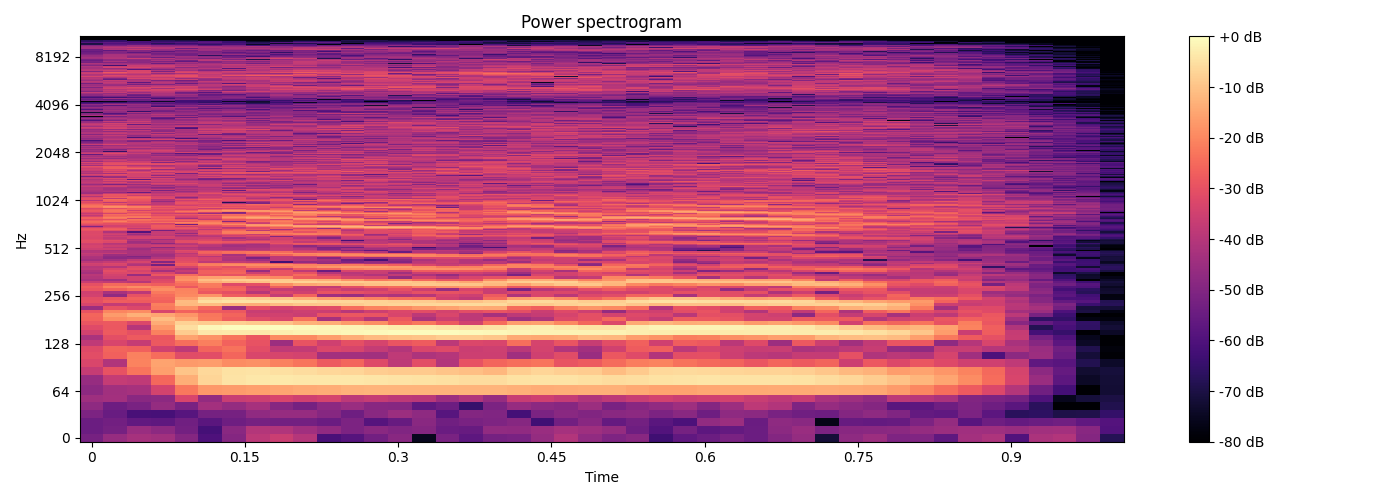 Power spectrogram
Hz
8192
4096
2048
1024
512
256
128
64
0
0 0.15 0.3 0.45 0.6 0.75 0.9
Time
+0 dB
-10 dB
-20 dB
-30 dB
-40 dB
-50 dB
-60 dB
-70 dB
-80 dB